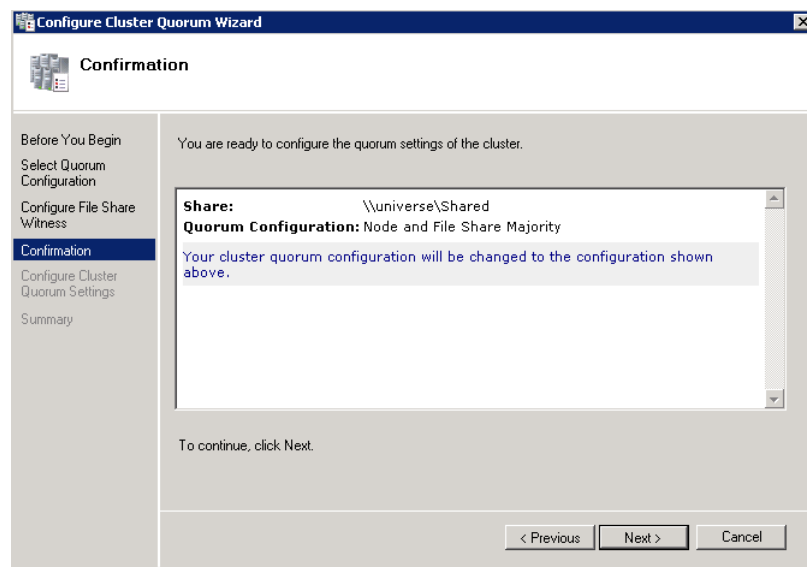 Configure Cluster Quorum Wizard
Confirmation
Before You Begin
Select Quorum
Configuration
Configure File Share
Witness
Confirmation
Configure Cluster
Quorum Settings
Summary
You are ready to configure the quorum settings of the cluster.
Share: \\universe\Shared
Quorum Configuration: Node and File Share Majority
Your cluster quorum configuration will be changed to the configuration shown
above.
To continue, click Next.
< Previous Next > Cancel